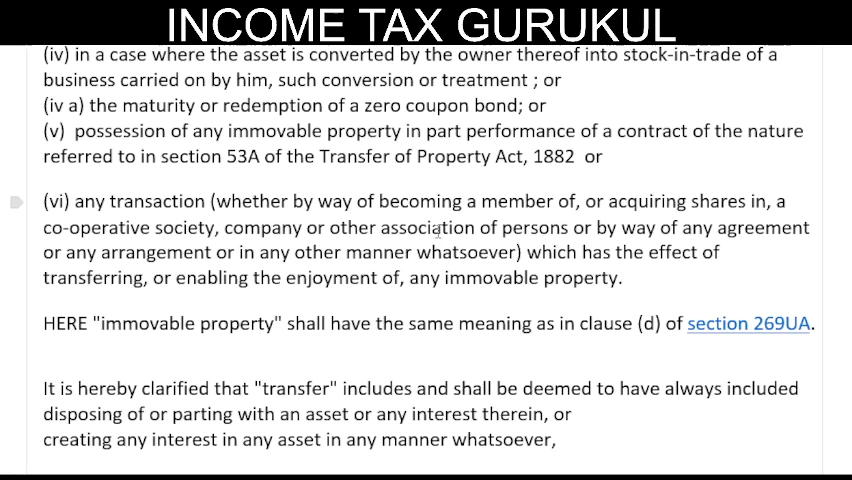 INCOME TAX GURUKUL
(iv) in a case where the asset is converted by the owner thereof into stock-in-trade of a
business carried on by him, such conversion or treatment ; or
(iv a) the maturity or redemption of a zero coupon bond; or
(v)  possession of any immovable property in part performance of a contract of the nature
referred to in section 53A of the Transfer of Property Act, 1882  or
(vi) any transaction (whether by way of becoming a member of, or acquiring shares in, a
co-operative society, company or other association of persons or by way of any agreement
or any arrangement or in any other manner whatsoever) which has the effect of
transferring, or enabling the enjoyment of, any immovable property.
HERE "immovable property" shall have the same meaning as in clause (d) of section 269UA.
It is hereby clarified that "transfer" includes and shall be deemed to have always included
disposing of or parting with an asset or any interest therein, or
creating any interest in any asset in any manner whatsoever,